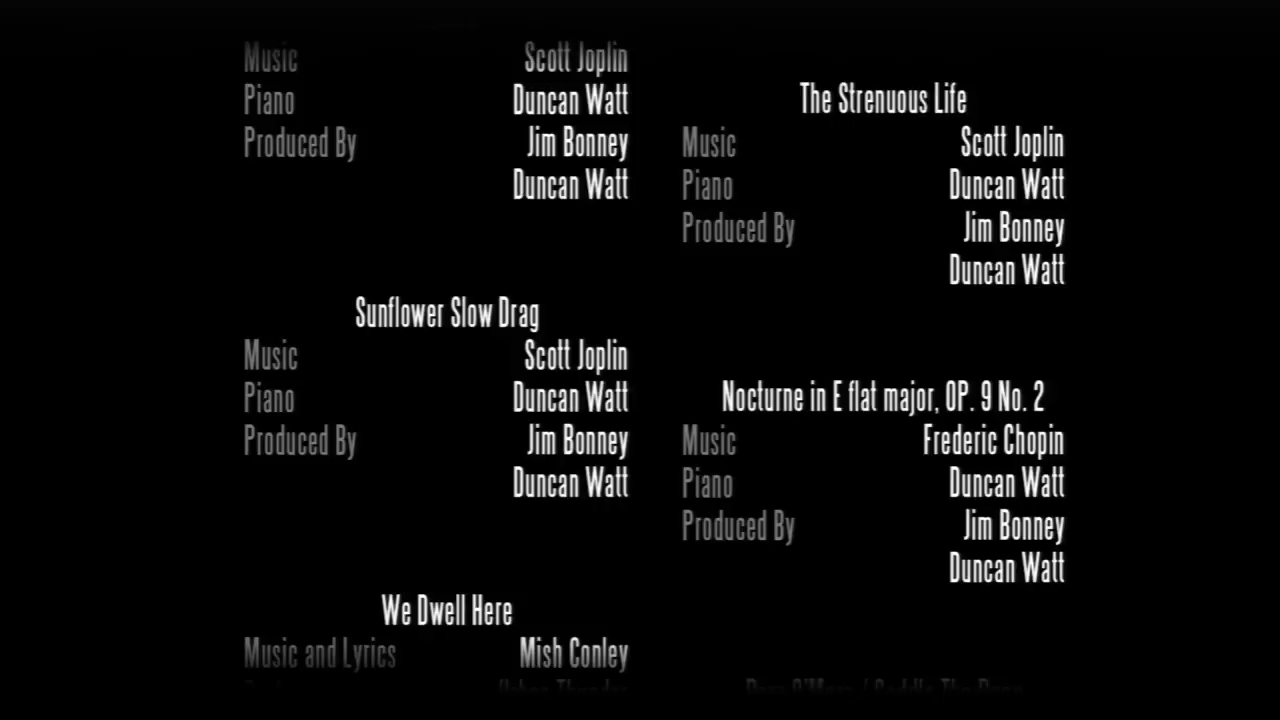 Music Scott Joplin
Piano Duncan Watt
Produced By Jim Bonney
Duncan Watt
Sunflower Slow Drag
Music Scott Joplin
Piano Duncan Watt
Produced By Jim Bonney
Duncan Watt
We Dwell Here
Music and Lyrics Mish Conley
The Strenuous Life
Music Scott Joplin
Piano Duncan Watt
Produced By Jim Bonney
Duncan Watt
Nocturne in E flat major, OP. 9 No. 2
Music Frederic Chopin
Piano Duncan Watt
Produced By Jim Bonney
Duncan Watt